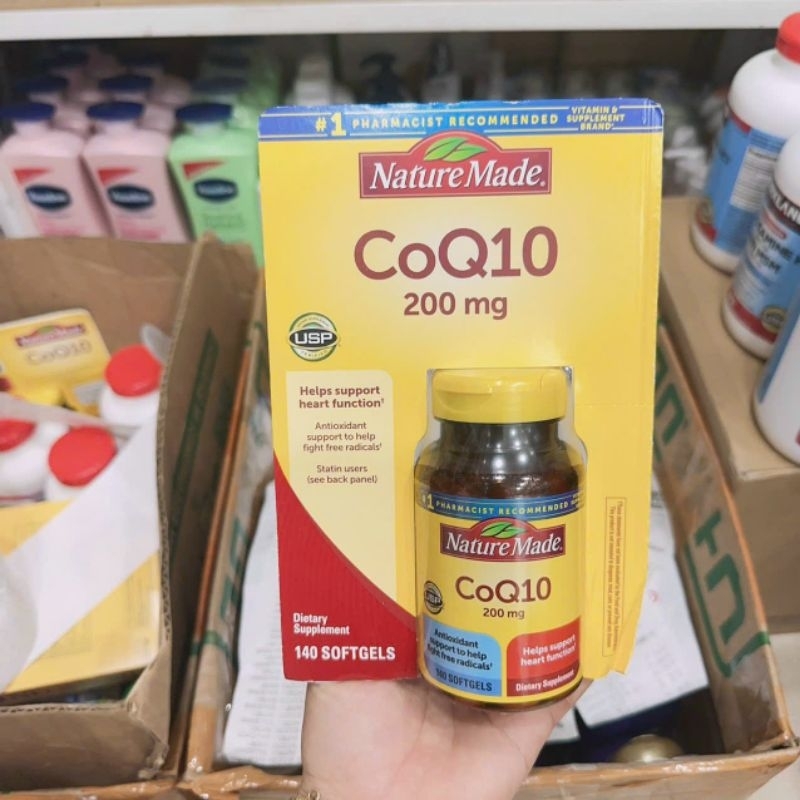 #1 PHARMACIST RECOMMENDED VITAMIN & SUPPLEMENT BRAND*
Nature Made®
CoQ10
200 mg
USP
Helps support
heart function†
Antioxidant
support to help
fight free radicals†
Statin users
(see back panel)
Dietary
Supplement
140 SOFTGELS
#1 PHARMACIST RECOMMENDED
Nature Made®
CoQ10
200 mg
USP
Antioxidant
support to help
fight free radicals†
140 SOFTGELS
Helps support
heart function†
Dietary Supplement
CoQ10